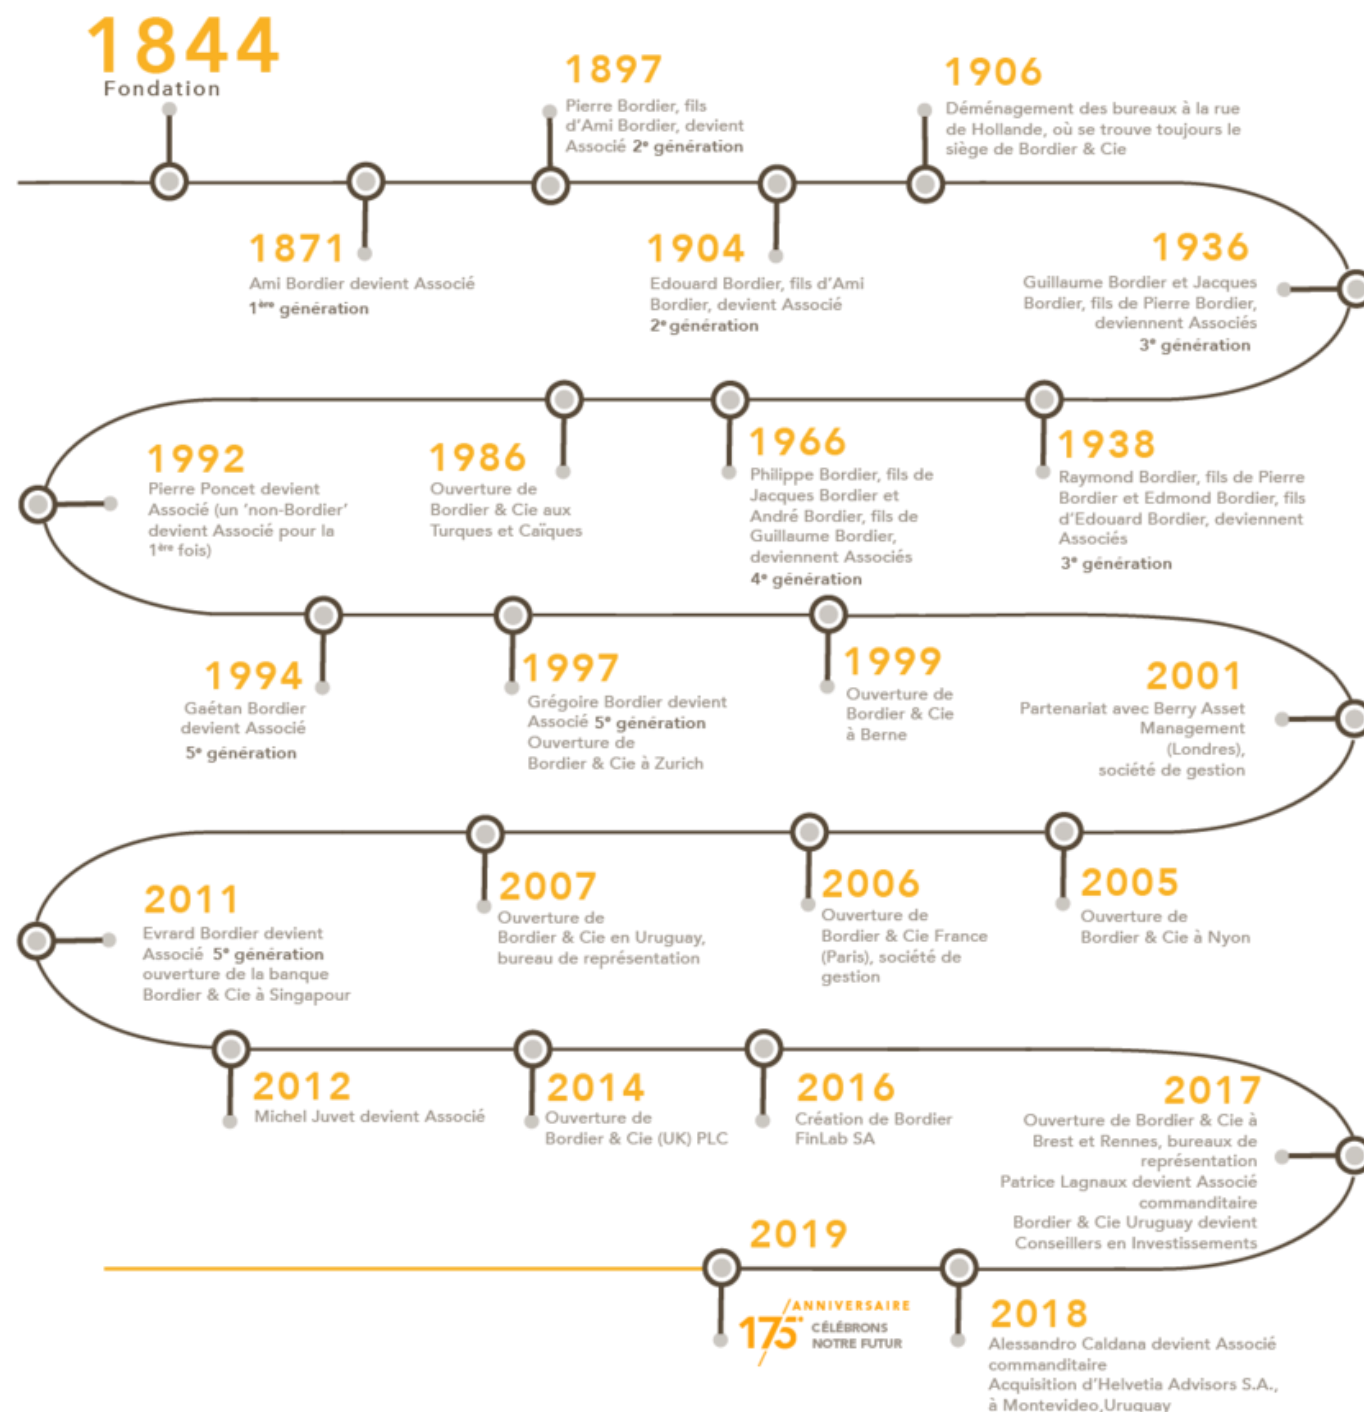 1844
Fondation
1871
Ami Bordier devient Associé
1ère génération
1897
Pierre Bordier, fils
d'Ami Bordier, devient
Associé 2e génération
1904
Edouard Bordier, fils d'Ami
Bordier, devient Associé
2e génération
1906
Déménagement des bureaux à la rue
de Hollande, où se trouve toujours le
siège de Bordier & Cie
1936
Guillaume Bordier et Jacques
Bordier, fils de Pierre Bordier,
deviennent Associés
3e génération
1938
Raymond Bordier, fils de Pierre
Bordier et Edmond Bordier, fils
d'Edouard Bordier, deviennent
Associés
3e génération
1966
Philippe Bordier, fils de
Jacques Bordier et
André Bordier, fils de
Guillaume Bordier,
deviennent Associés
4e génération
1986
Ouverture de
Bordier & Cie aux
Turques et Caïques
1992
Pierre Poncet devient
Associé (un 'non-Bordier'
devient Associé pour la
1ère fois)
1994
Gaétan Bordier
devient Associé
5e génération
1997
Grégoire Bordier devient
Associé 5e génération
Ouverture de
Bordier & Cie à Zurich
1999
Ouverture de
Bordier & Cie
à Berne
2001
Partenariat avec Berry Asset
Management
(Londres),
société de gestion
2005
Ouverture de
Bordier & Cie à Nyon
2006
Ouverture de
Bordier & Cie France
(Paris), société de
gestion
2007
Ouverture de
Bordier & Cie en Uruguay,
bureau de représentation
2011
Evrard Bordier devient
Associé 5e génération
ouverture de la banque
Bordier & Cie à Singapour
2012
Michel Juvet devient Associé
2014
Ouverture de
Bordier & Cie (UK) PLC
2016
Création de Bordier
FinLab SA
2017
Ouverture de Bordier & Cie à
Brest et Rennes, bureaux de
représentation
Patrice Lagnaux devient Associé
commanditaire
Bordier & Cie Uruguay devient
Conseillers en Investissements
2018
Alessandro Caldana devient Associé
commanditaire
Acquisition d'Helvetia Advisors S.A.,
à Montevideo,Uruguay
2019
175e ANNIVERSAIRE
CÉLÉBRONS
NOTRE FUTUR